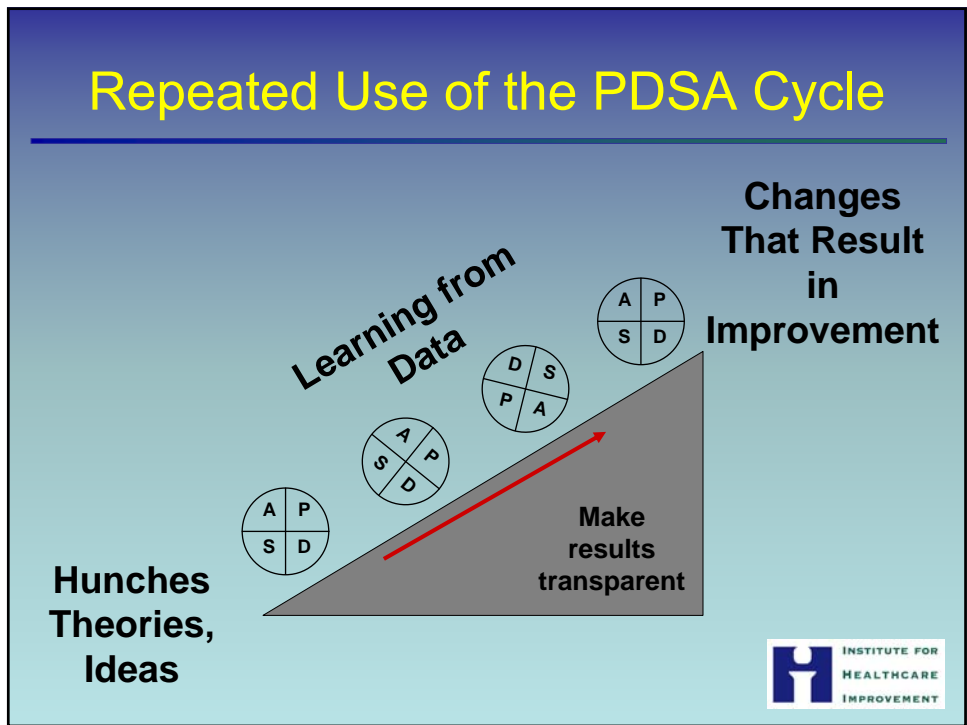 Repeated Use of the PDSA Cycle
Changes
That Result
in
Improvement
Learning from
Data
A P
S D
D S
P A
A
P
S
D
A P
S D
Make
results
transparent
Hunches
Theories,
Ideas
INSTITUTE FOR
HEALTHCARE
IMPROVEMENT